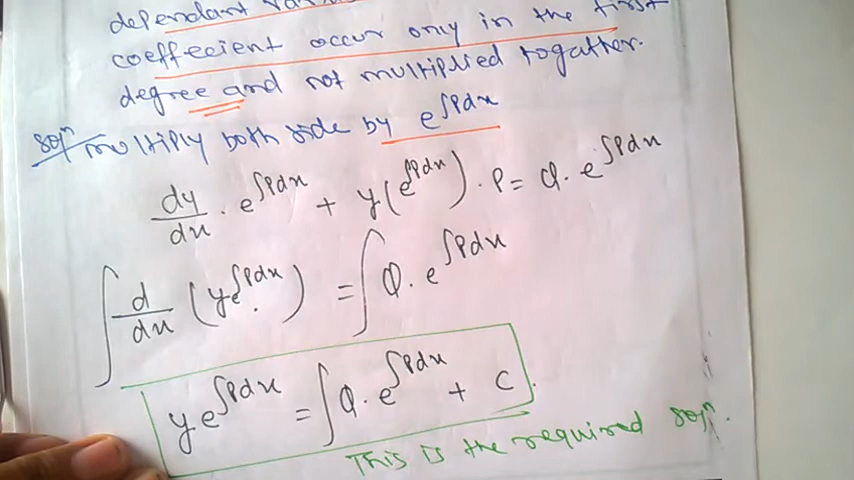 dependant
coeffecient occur only in the first
degree and not multiplied togatter.
Solⁿ multiply both side by e^∫Pdx
dy/dx · e^∫Pdx + y(e^∫Pdx) · P = Q · e^∫Pdx
∫ d/dx (ye^∫Pdx) = ∫ Q · e^∫Pdx
ye^∫Pdx = ∫ Q · e^∫Pdx + c
This is the required solⁿ.